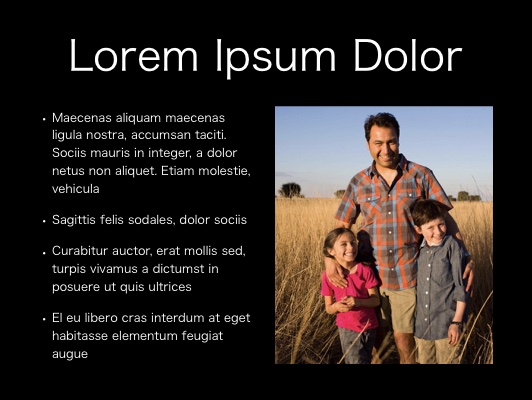 Lorem Ipsum Dolor
• Maecenas aliquam maecenas
ligula nostra, accumsan taciti.
Sociis mauris in integer, a dolor
netus non aliquet. Etiam molestie,
vehicula
• Sagittis felis sodales, dolor sociis
• Curabitur auctor, erat mollis sed,
turpis vivamus a dictumst in
posuere ut quis ultrices
• El eu libero cras interdum at eget
habitasse elementum feugiat
augue